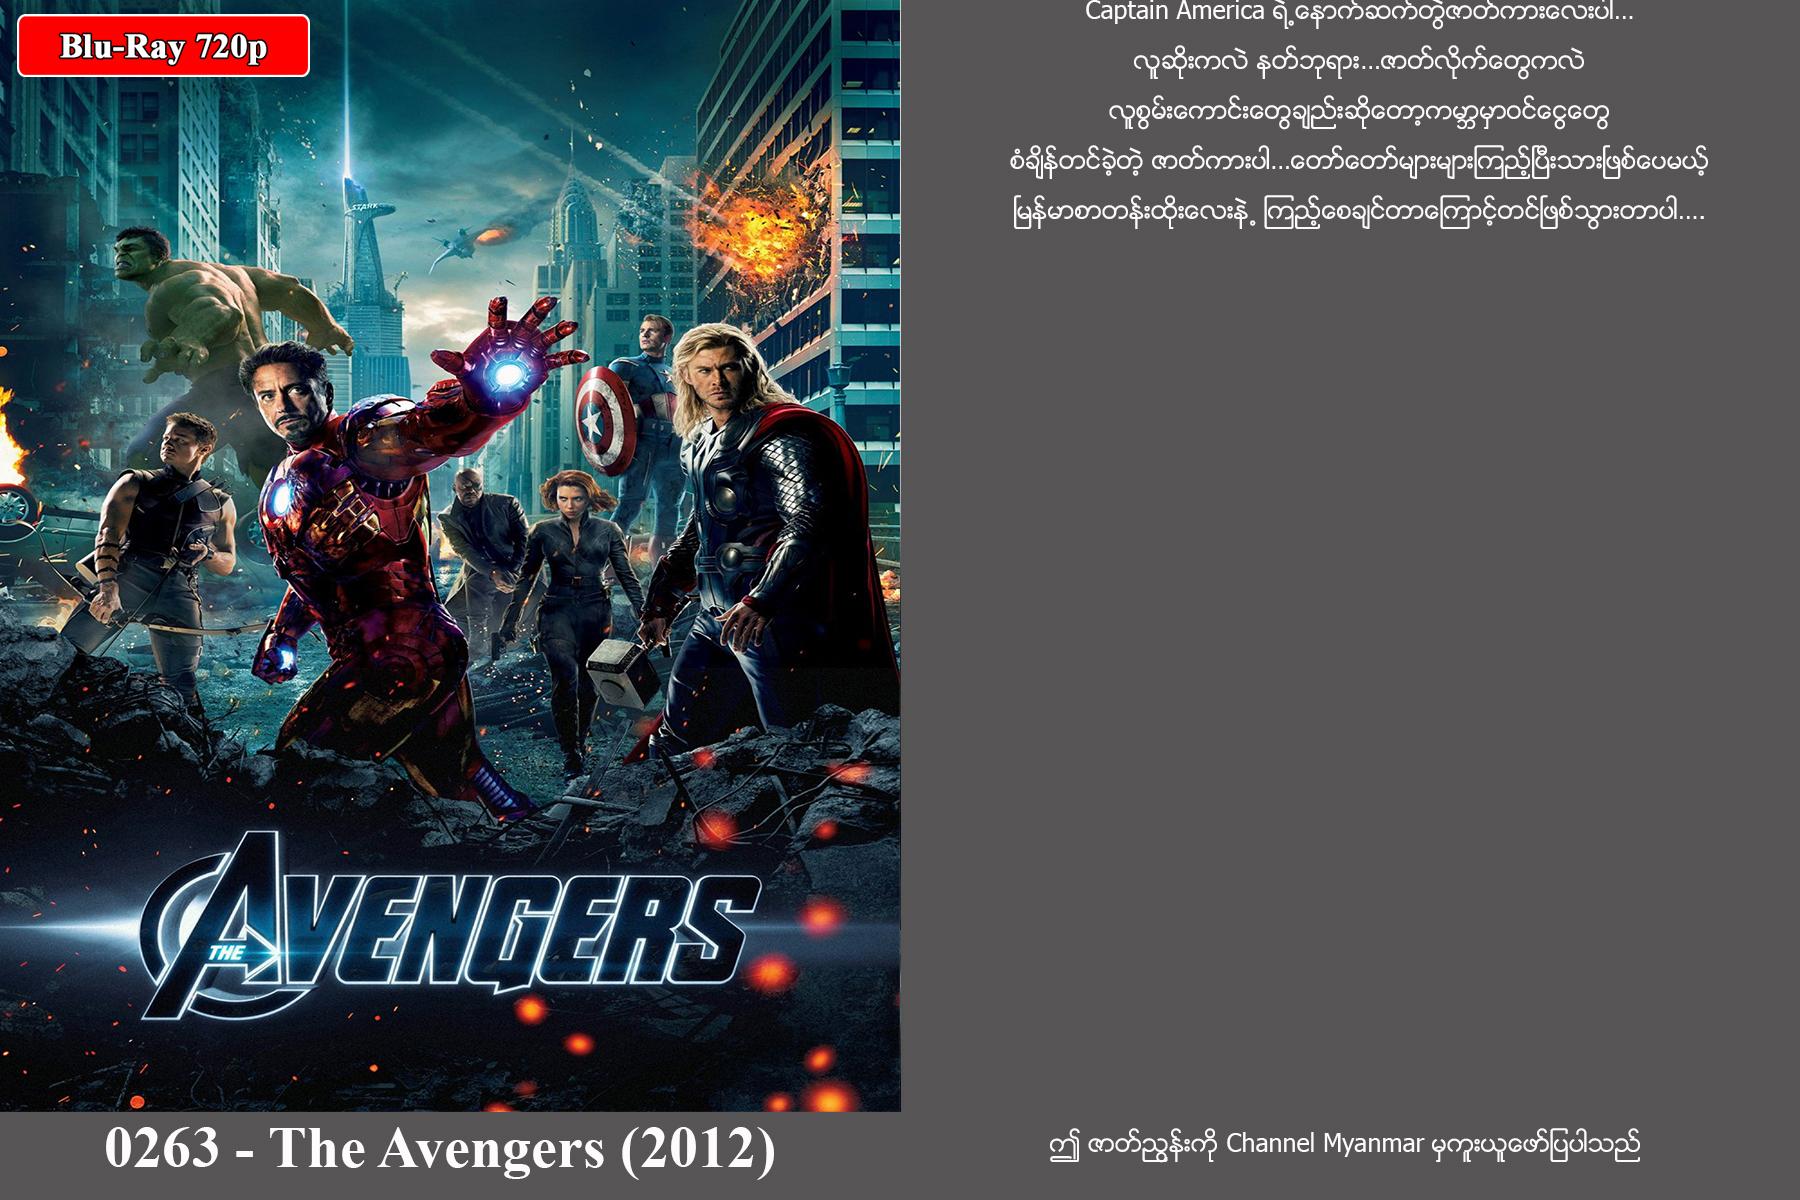 Blu-Ray 720p
STARK
THE AVENGERS
0263 - The Avengers (2012)
Captain America ရဲ့နောက်ဆက်တွဲဇာတ်ကားလေးပါ...
လူဆိုးကလဲ နတ်ဘုရား...ဇာတ်လိုက်တွေကလဲ
လူစွမ်းကောင်းတွေချည်းဆိုတော့ကမ္ဘာမှာဝင်ငွေတွေ
စံချိန်တင်ခဲ့တဲ့ ဇာတ်ကားပါ...တော်တော်များများကြည့်ပြီးသားဖြစ်ပေမယ့်
မြန်မာစာတန်းထိုးလေးနဲ့ ကြည့်စေချင်တာကြောင့်တင်ဖြစ်သွားတာပါ....
ဤ ဇာတ်ညွှန်းကို Channel Myanmar မှကူးယူဖော်ပြပါသည်